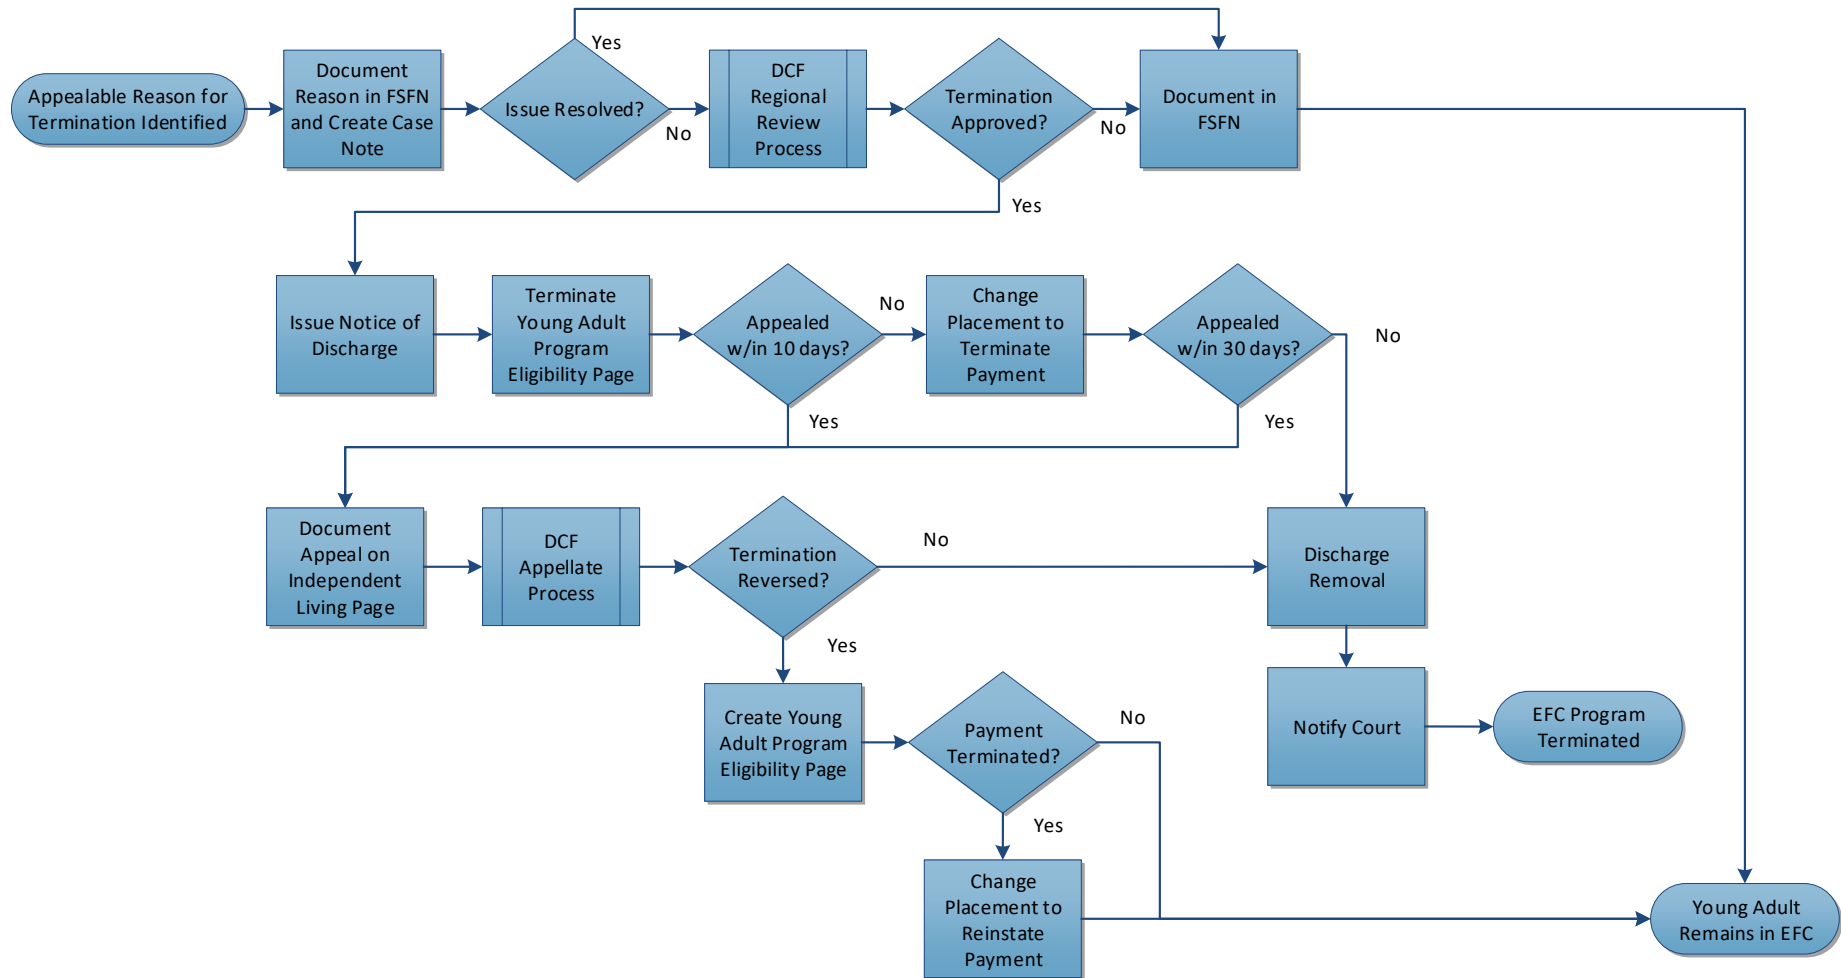 Appealable Reason for
Termination Identified
Document
Reason in FSFN
and Create Case
Note
Issue Resolved?
Yes
No
DCF
Regional
Review
Process
Termination
Approved?
No
Yes
Document in
FSFN
Issue Notice of
Discharge
Terminate
Young Adult
Program
Eligibility Page
Appealed
w/in 10 days?
No
Yes
Change
Placement to
Terminate
Payment
Appealed
w/in 30 days?
No
Yes
Document
Appeal on
Independent
Living Page
DCF
Appellate
Process
Termination
Reversed?
No
Yes
Discharge
Removal
Create Young
Adult Program
Eligibility Page
Payment
Terminated?
No
Yes
Notify Court
EFC Program
Terminated
Change
Placement to
Reinstate
Payment
Young Adult
Remains in EFC